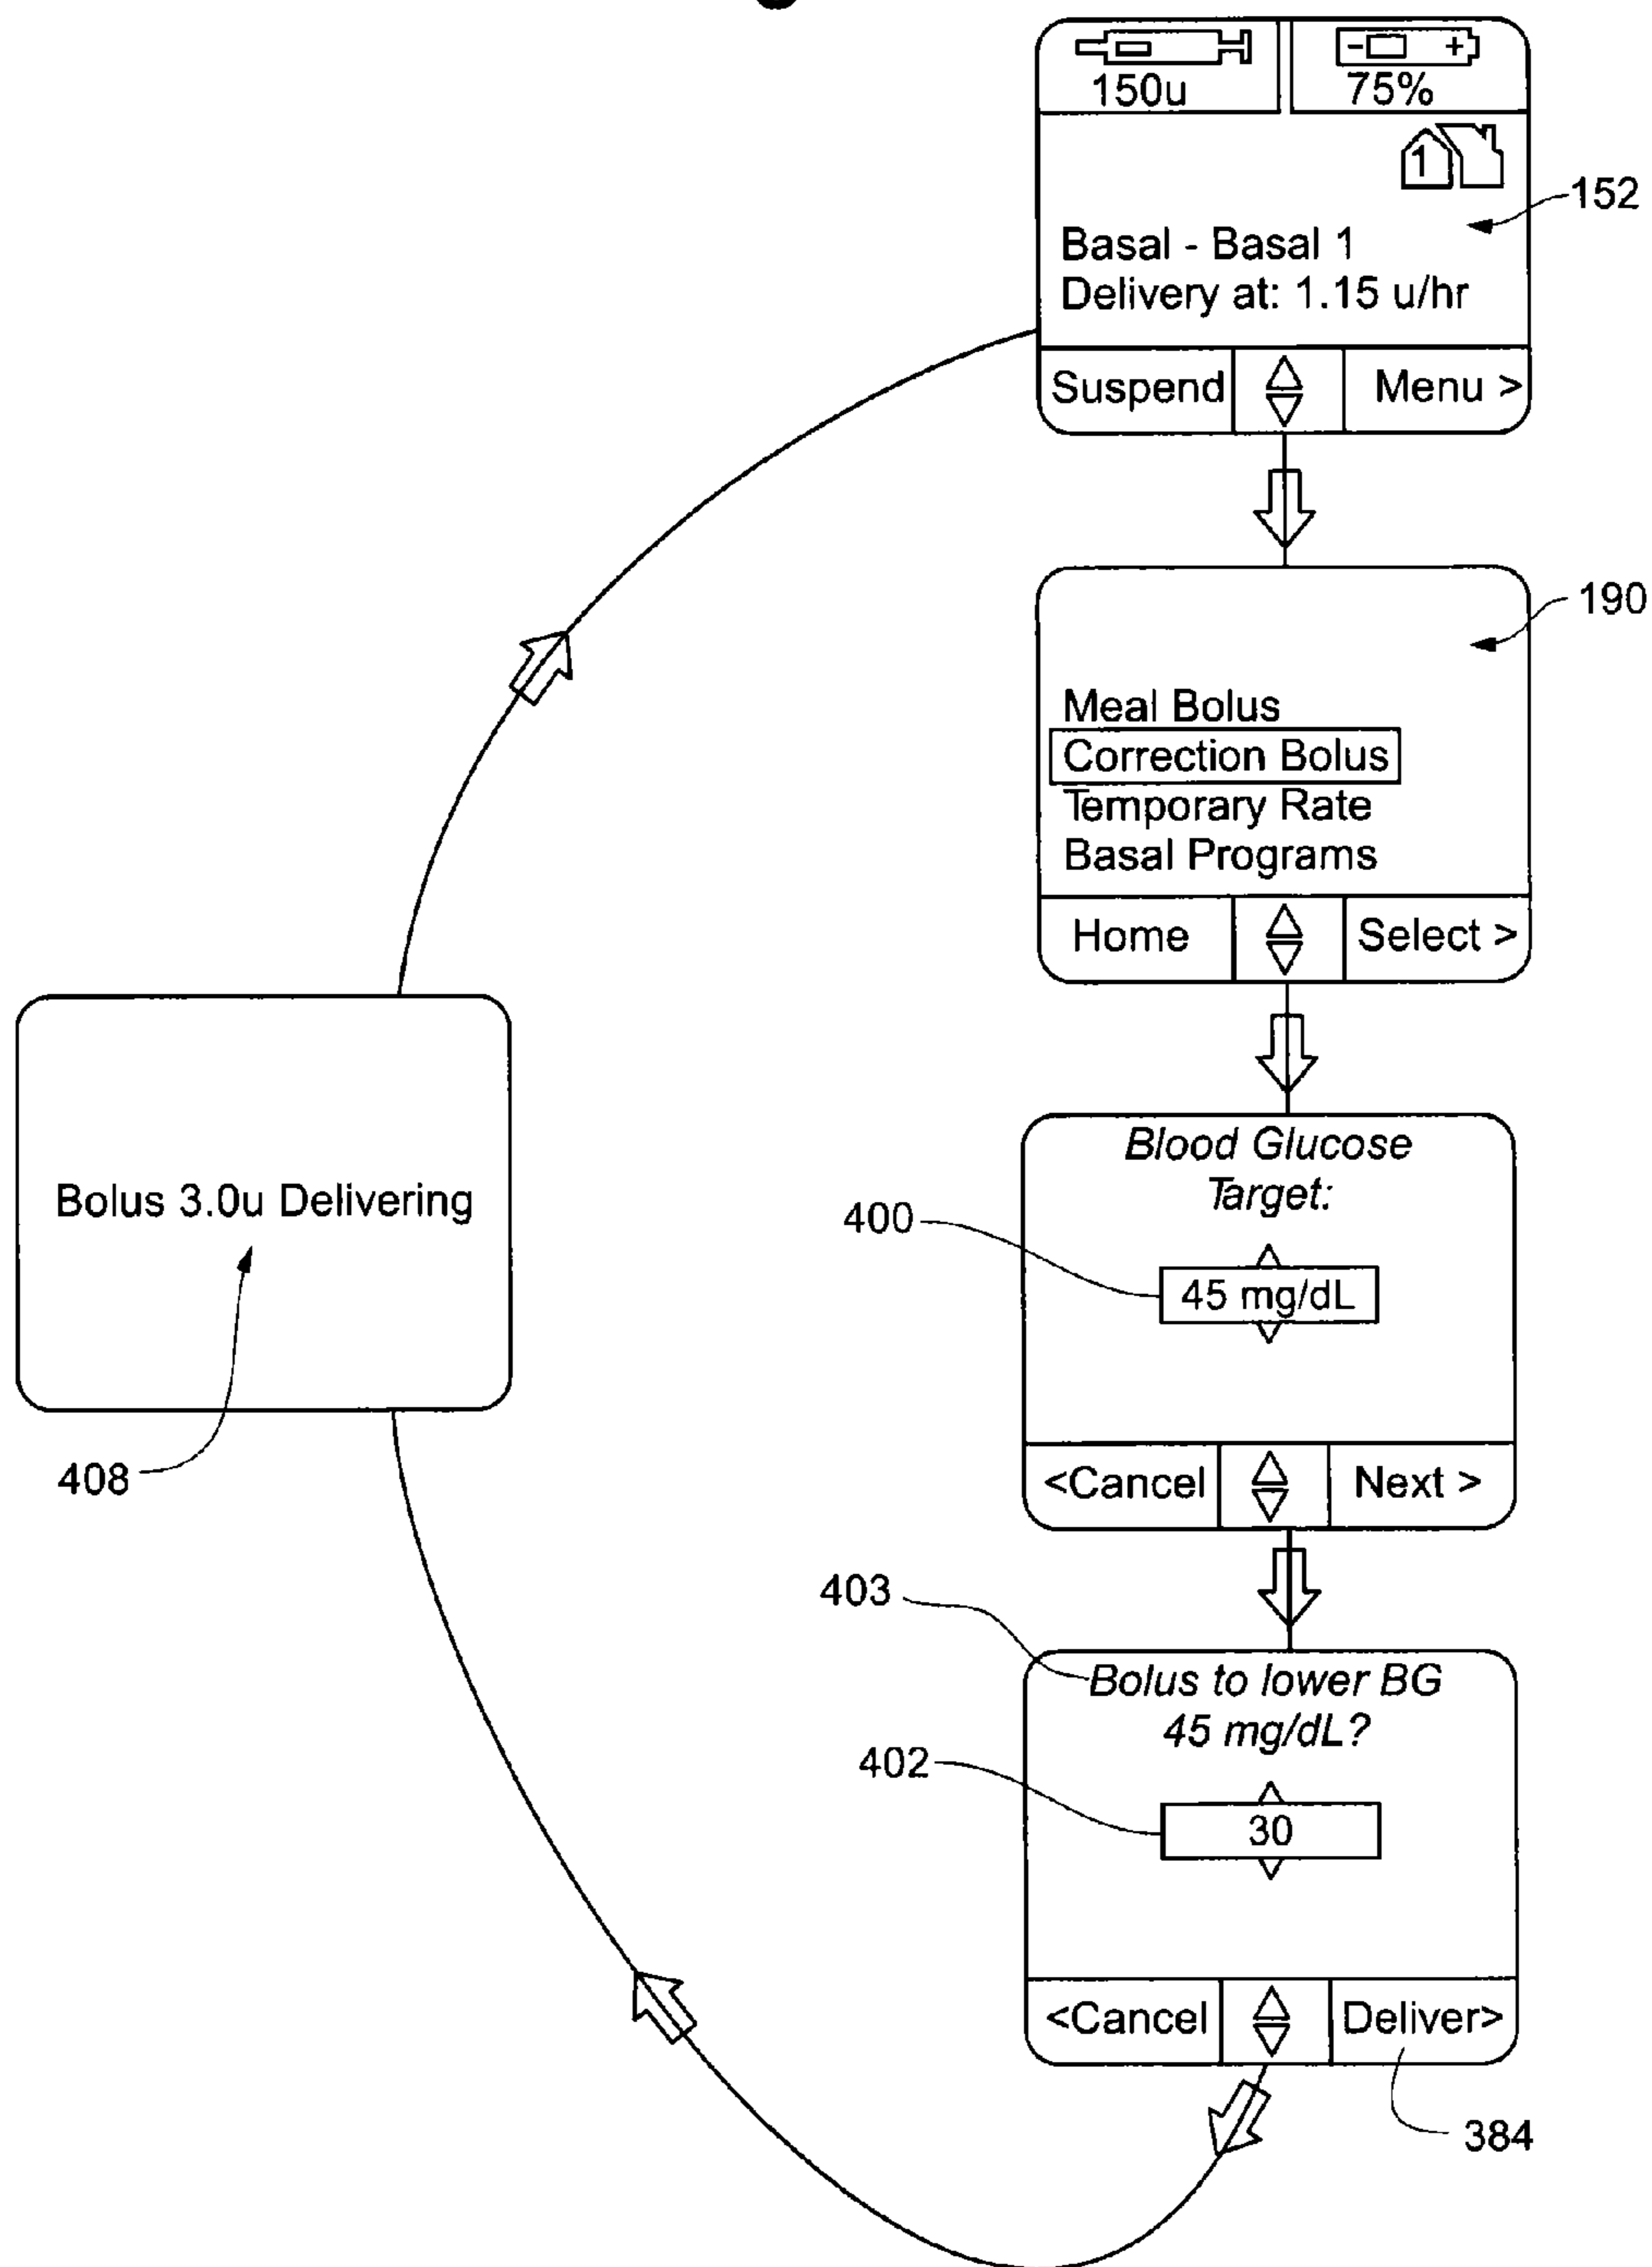 150u
- +
75%
1
152
Basal - Basal 1
Delivery at: 1.15 u/hr
Suspend
Menu >
190
Meal Bolus
Correction Bolus
Temporary Rate
Basal Programs
Home
Select >
Bolus 3.0u Delivering
408
Blood Glucose
Target:
400
45 mg/dL
<Cancel
Next >
403
Bolus to lower BG
45 mg/dL?
402
30
<Cancel
Deliver>
384